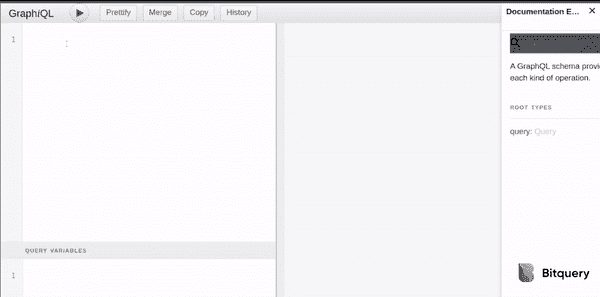 GraphiQL
Prettify
Merge
Copy
History
Documentation E...
1
A GraphQL schema provi
each kind of operation.
ROOT TYPES
query: Query
QUERY VARIABLES
1
Bitquery